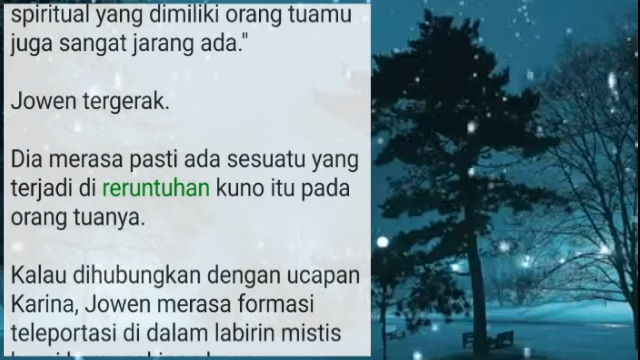 spiritual yang dimiliki orang tuamu
juga sangat jarang ada."
Jowen tergerak.
Dia merasa pasti ada sesuatu yang
terjadi di reruntuhan kuno itu pada
orang tuanya.
Kalau dihubungkan dengan ucapan
Karina, Jowen merasa formasi
teleportasi di dalam labirin mistis